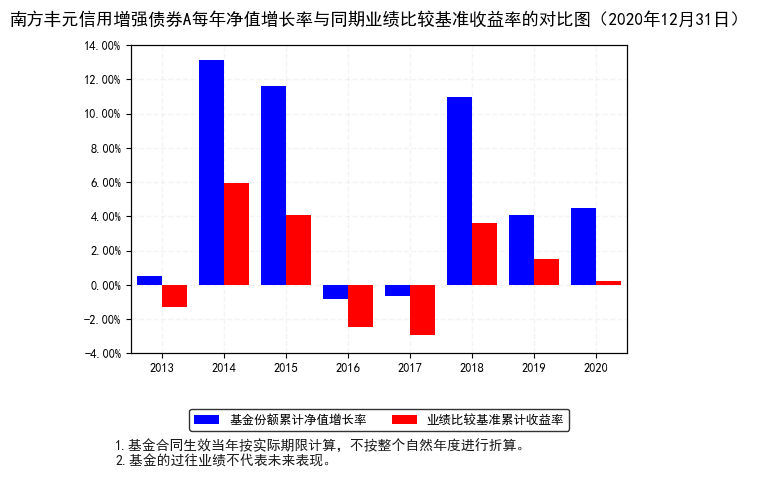 南方丰元信用增强债券A每年净值增长率与同期业绩比较基准收益率的对比图（2020年12月31日）
14.00%
12.00%
10.00%
8.00%
6.00%
4.00%
2.00%
0.00%
-2.00%
-4.00%
2013 2014 2015 2016 2017 2018 2019 2020
基金份额累计净值增长率 业绩比较基准累计收益率
1.基金合同生效当年按实际期限计算，不按整个自然年度进行折算。
2.基金的过往业绩不代表未来表现。